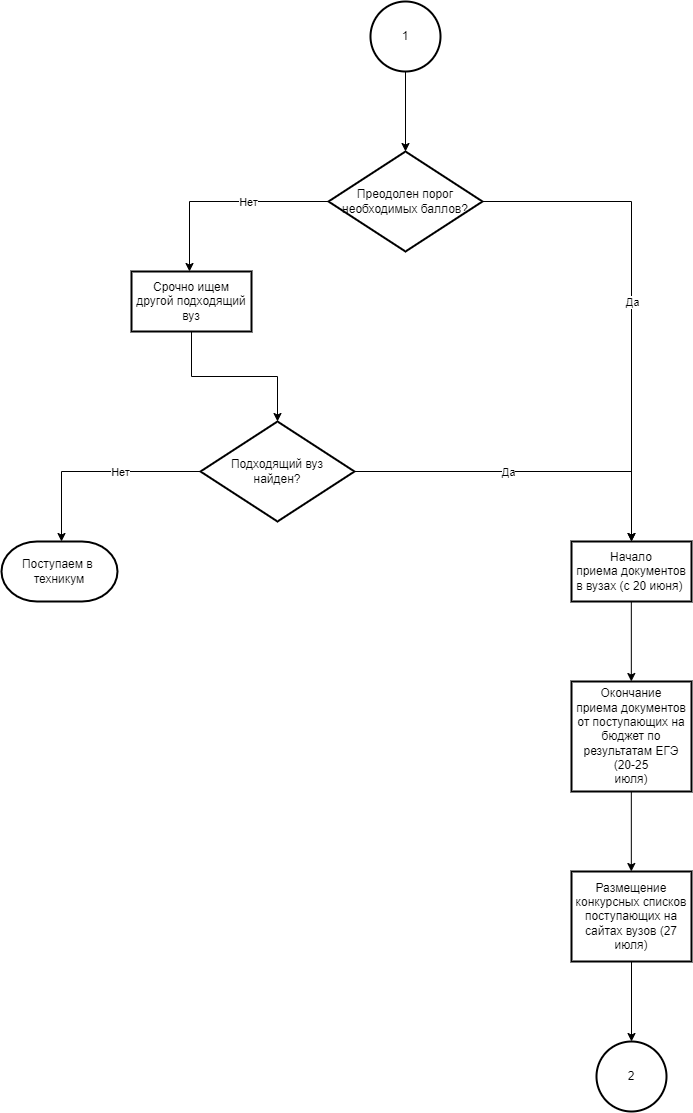 1
Преодолен порог
необходимых баллов?
Нет
Срочно ищем
другой подходящий
вуз
Да
Подходящий вуз
найден?
Нет
Да
Поступаем в
техникум
Начало
приема документов
в вузах (с 20 июня)
Окончание
приема документов
от поступающих на
бюджет по
результатам ЕГЭ
(20-25
июля)
Размещение
конкурсных списков
поступающих на
сайтах вузов (27
июля)
2